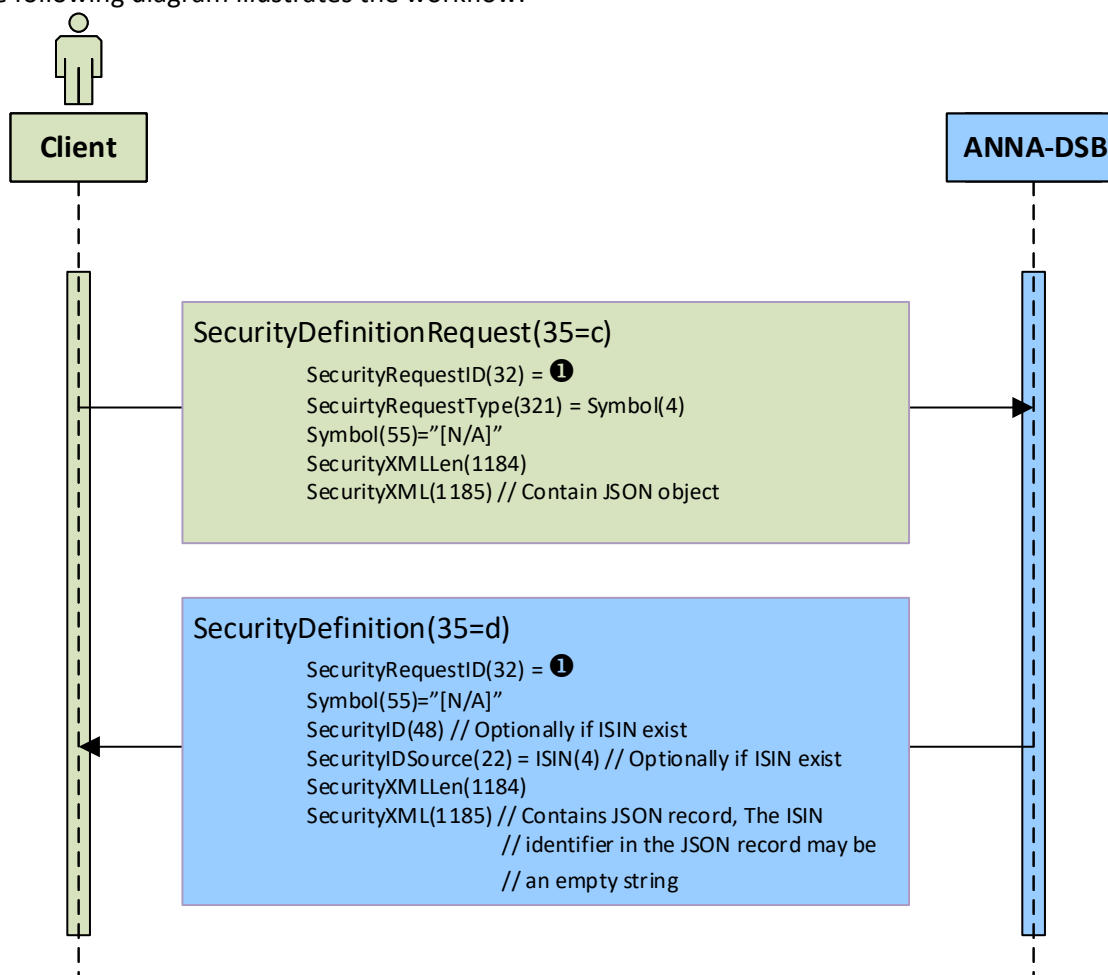 following diagram illustrates the workflow:
Client
ANNA-DSB
SecurityDefinitionRequest(35=c)
SecurityRequestID(32) = ❶
SecuirtyRequestType(321) = Symbol(4)
Symbol(55)="[N/A]"
SecurityXMLLen(1184)
SecurityXML(1185) // Contain JSON object
SecurityDefinition(35=d)
SecurityRequestID(32) = ❶
Symbol(55)="[N/A]"
SecurityID(48) // Optionally if ISIN exist
SecurityIDSource(22) = ISIN(4) // Optionally if ISIN exist
SecurityXMLLen(1184)
SecurityXML(1185) // Contains JSON record, The ISIN
// identifier in the JSON record may be
// an empty string